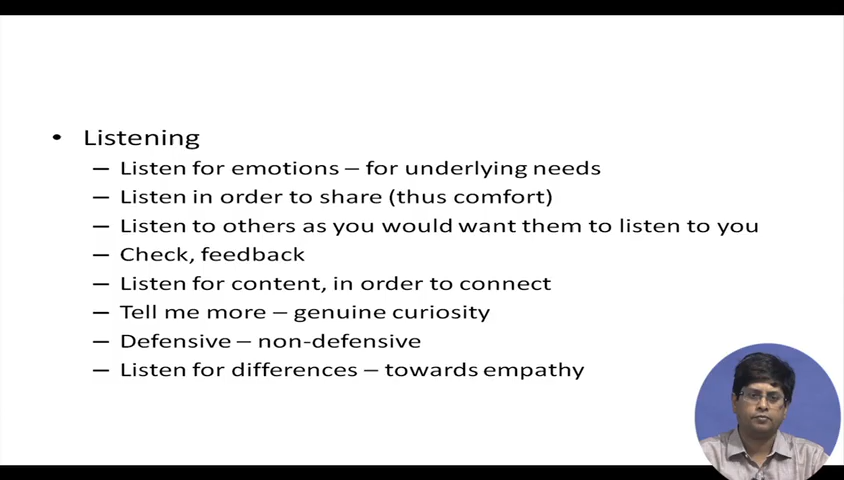 • Listening
– Listen for emotions – for underlying needs
– Listen in order to share (thus comfort)
– Listen to others as you would want them to listen to you
– Check, feedback
– Listen for content, in order to connect
– Tell me more – genuine curiosity
– Defensive – non-defensive
– Listen for differences – towards empathy